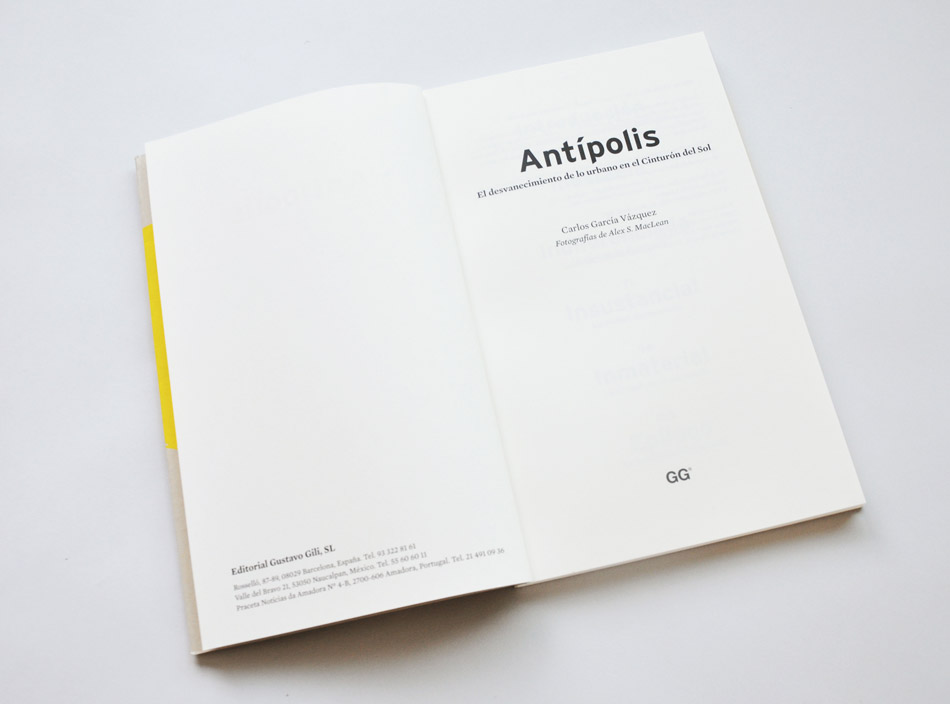 Editorial Gustavo Gili, SL
Rosselló, 87-89, 08029 Barcelona, España. Tel. 93 322 81 61
Valle del Bravo 21, 53050 Naucalpan, México. Tel. 55 60 60 11
Praceta Notícias da Amadora Nº 4-B, 2700-606 Amadora, Portugal. Tel. 21 491 09 36
Antípolis
El desvanecimiento de lo urbano en el Cinturón del Sol
Carlos García Vázquez
Fotografías de Alex S. MacLean
GG®